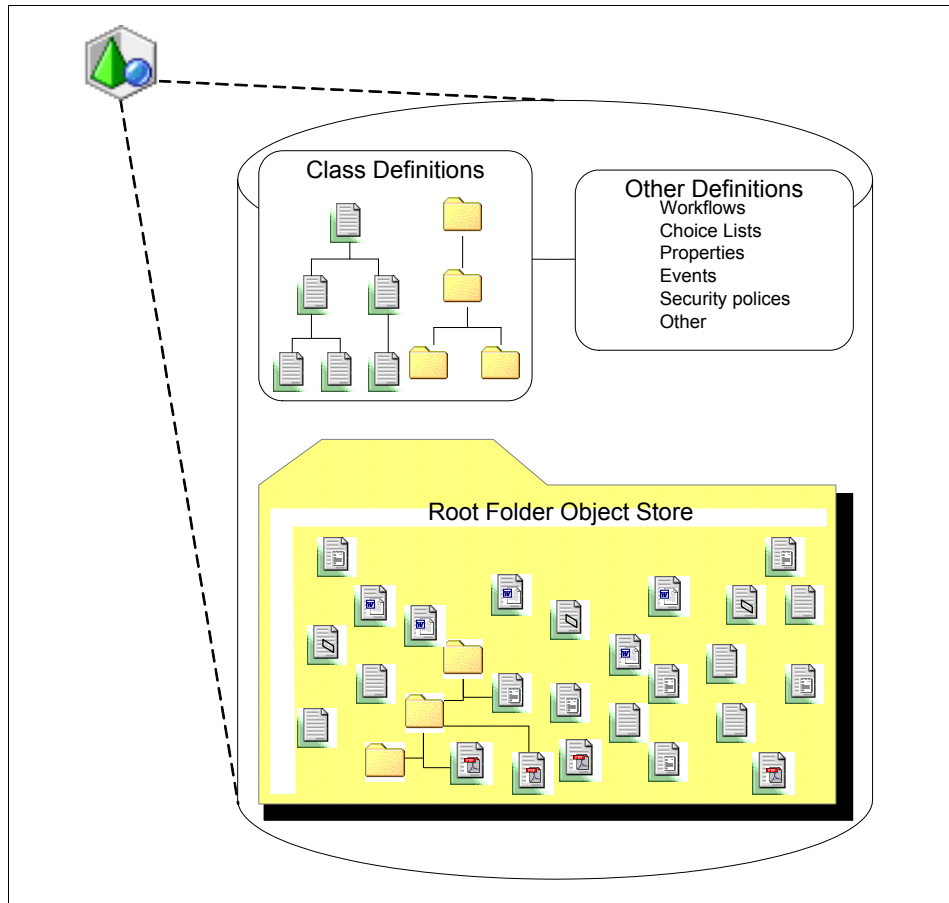 Class Definitions
Other Definitions
Workflows
Choice Lists
Properties
Events
Security polices
Other
Root Folder Object Store